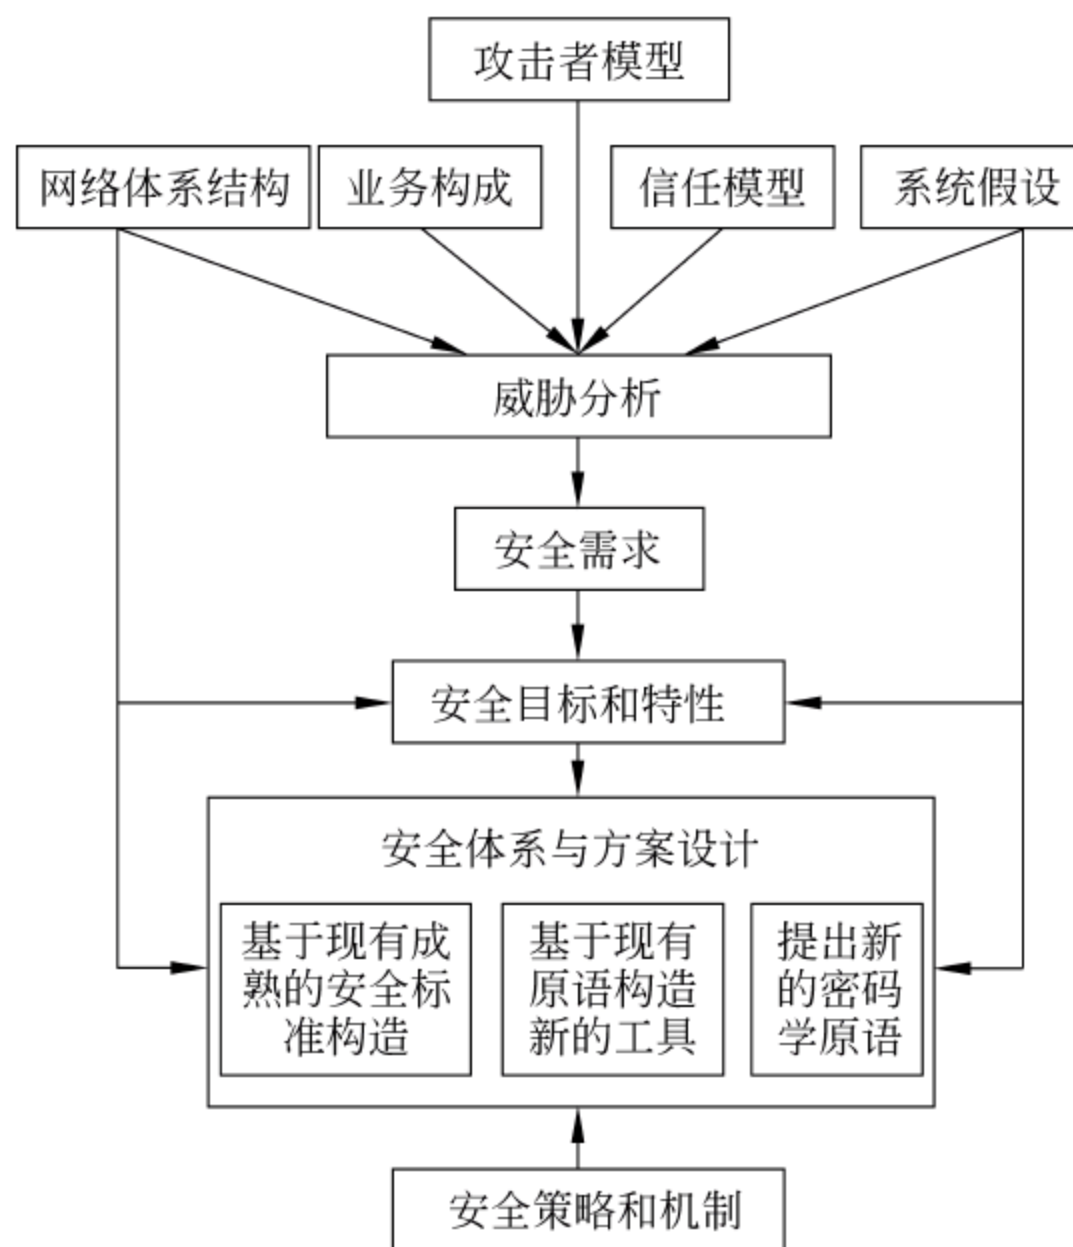 攻击者模型
网络体系结构
业务构成
信任模型
系统假设
威胁分析
安全需求
安全目标和特性
安全体系与方案设计
基于现有成
熟的安全标
准构造
基于现有
原语构造
新的工具
提出新
的密码
学原语
安全策略和机制